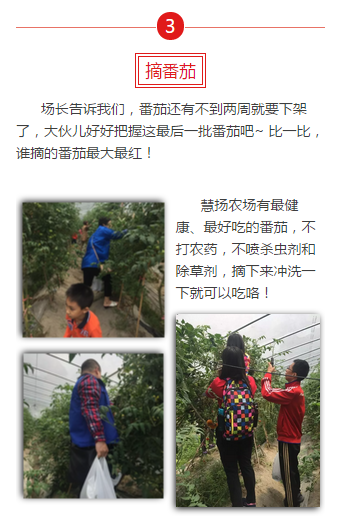 3
摘番茄
场长告诉我们，番茄还有不到两周就要下架
了，大伙儿好好把握这最后一批番茄吧~ 比一比，
谁摘的番茄最大最红！
慧扬农场有最健
康、最好吃的番茄，不
打农药，不喷杀虫剂和
除草剂，摘下来冲洗一
下就可以吃咯！